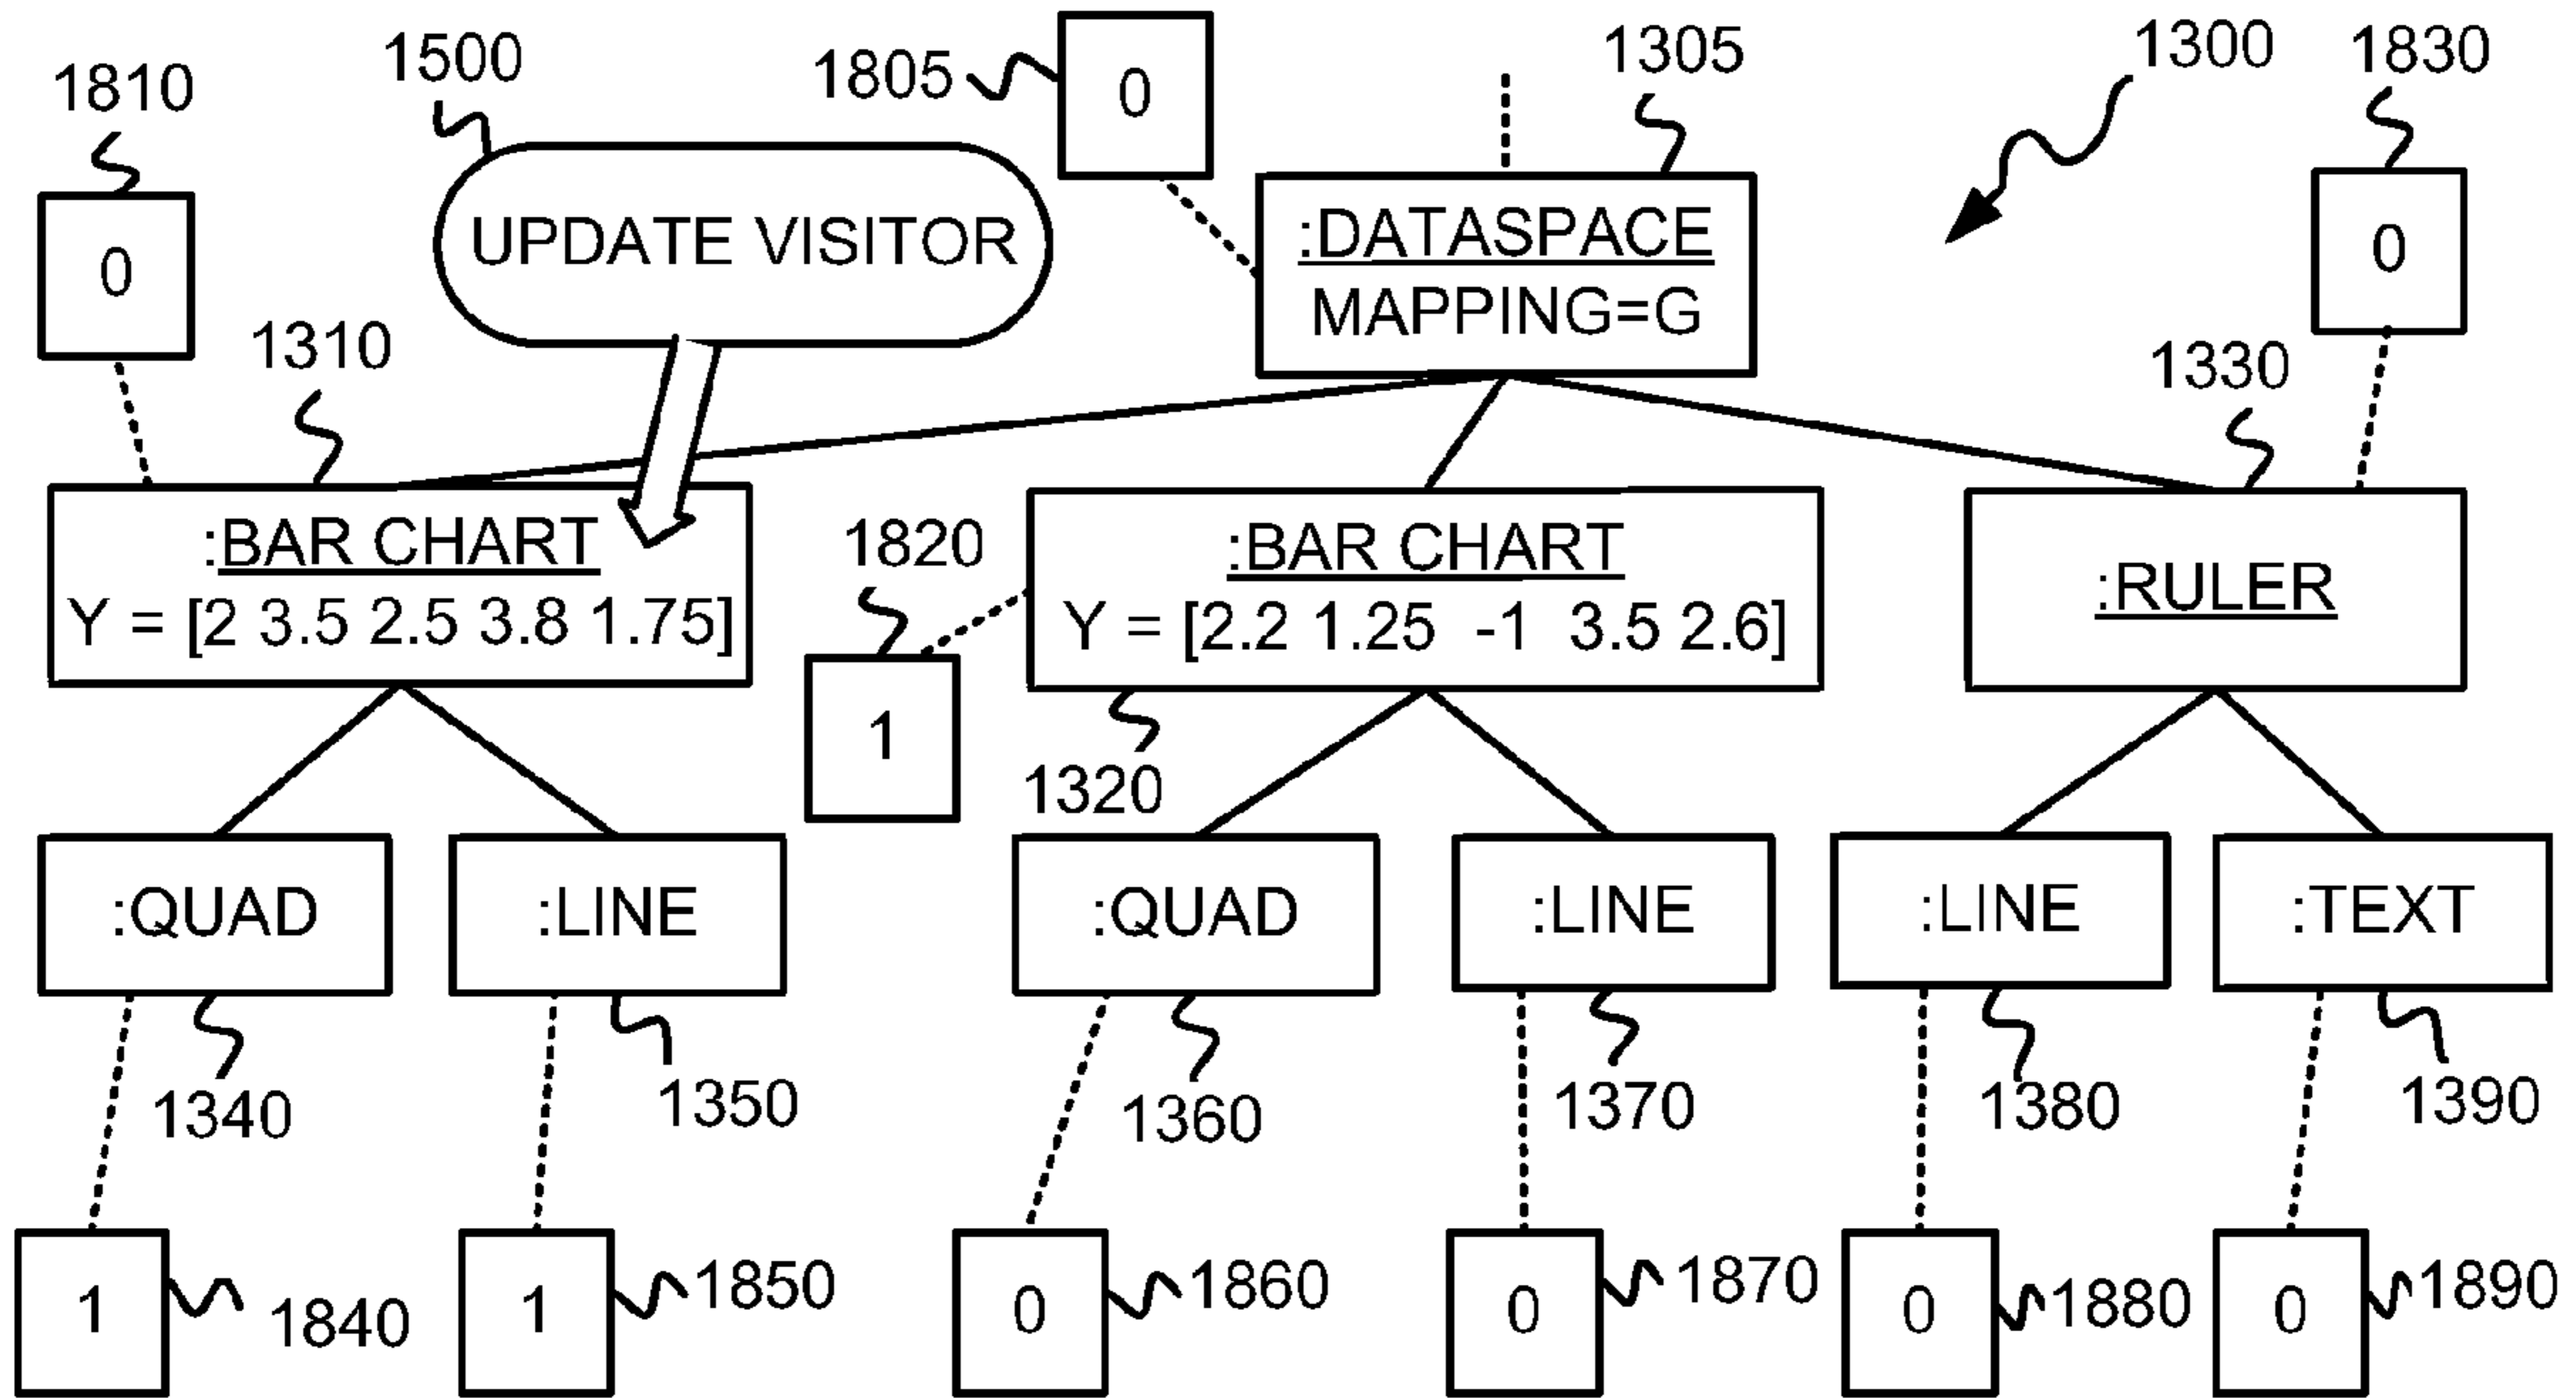 1810
1500
1805
0
1305
1300
1830
0
UPDATE VISITOR
:DATASPACE
MAPPING=G
0
1310
1330
:BAR CHART
Y = [2 3.5 2.5 3.8 1.75]
1820
1
:BAR CHART
Y = [2.2 1.25 -1 3.5 2.6]
1320
:RULER
:QUAD
:LINE
:QUAD
:LINE
:LINE
:TEXT
1340
1350
1360
1370
1380
1390
1
1840
1
1850
0
1860
0
1870
0
1880
0
1890